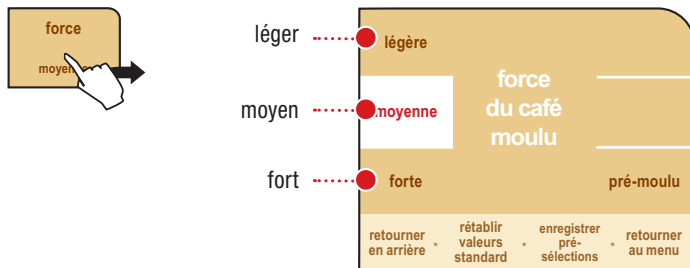 force
moyenne
léger
légère
force
du café
moulu
moyen
moyenne
fort
forte
pré-moulu
retourner
en arrière
rétablir
valeurs
standard
enregistrer
pré-
sélections
retourner
au menu